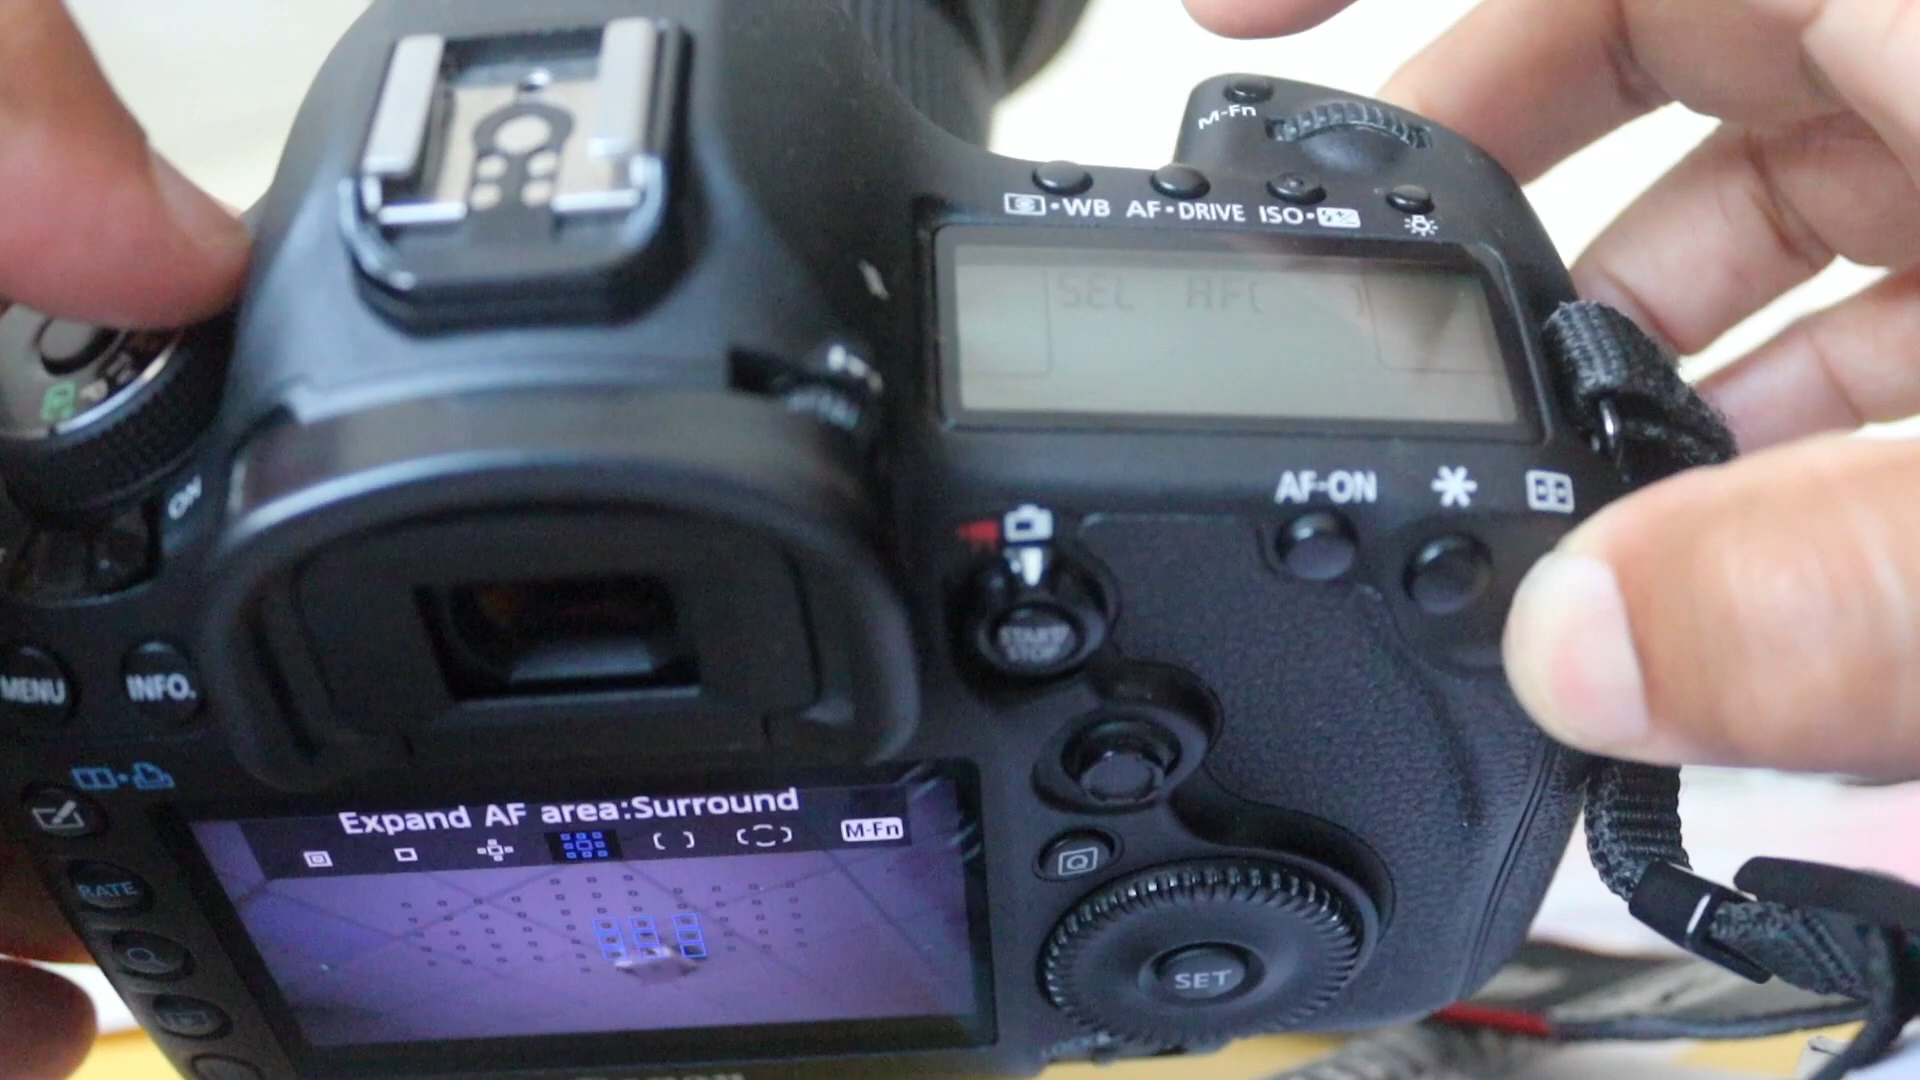 M-Fn
WB AF•DRIVE ISO
SEL AF( )
ON
AF-ON
START
STOP
MENU INFO.
Expand AF area:Surround
M-Fn
RATE
Q
SET